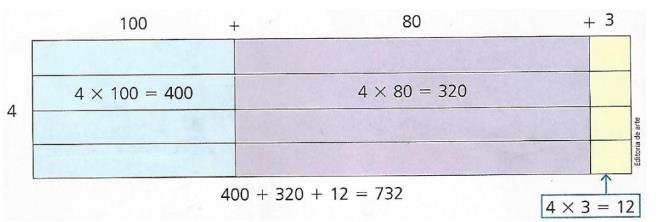 100 + 80 + 3
4 × 100 = 400 4 × 80 = 320
4
Editoria de arte
400 + 320 + 12 = 732
4 × 3 = 12